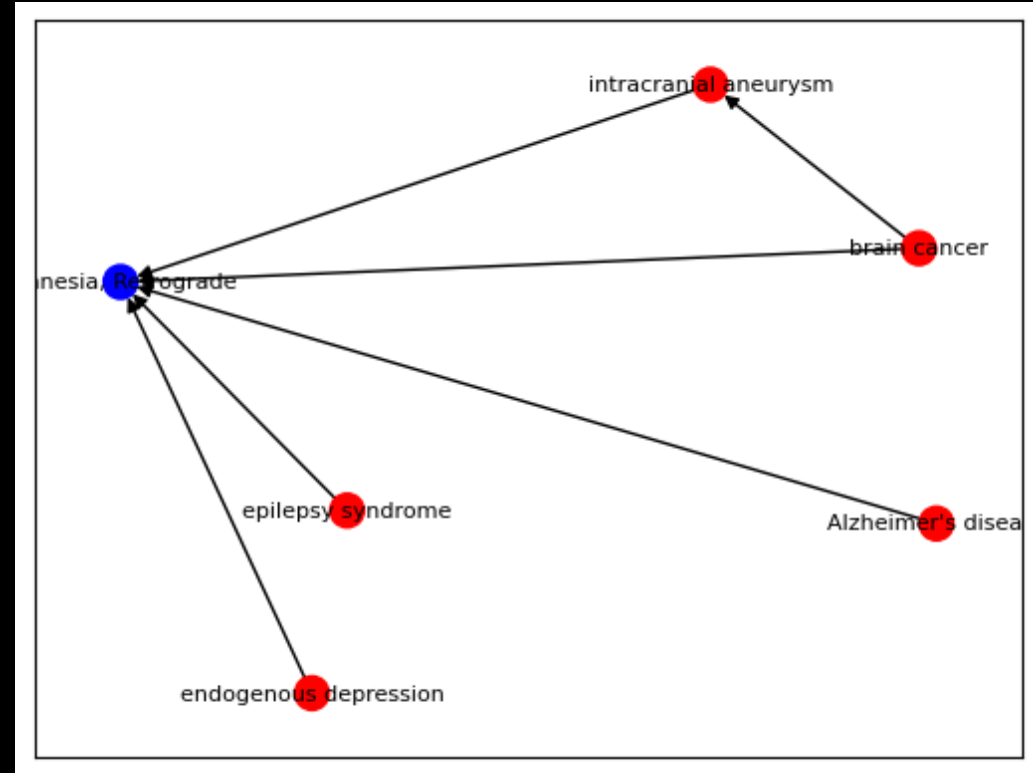 intracranial aneurysm
brain cancer
nesia, Retrograde
epilepsy syndrome
Alzheimer's disea
endogenous depression